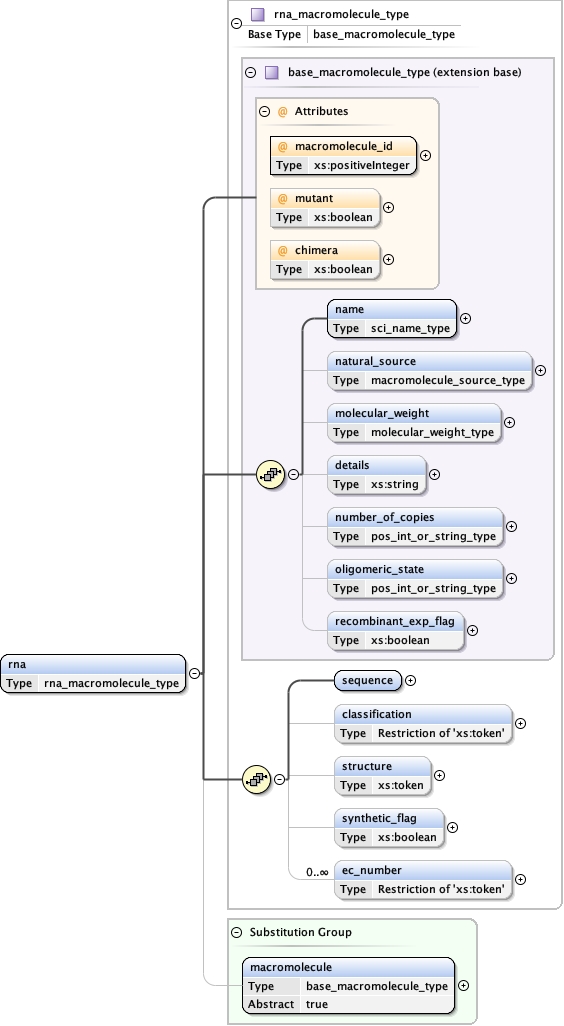 rna_macromolecule_type
Base Type base_macromolecule_type
base_macromolecule_type (extension base)
@ Attributes
@ macromolecule_id
Type xs:positiveInteger
@ mutant
Type xs:boolean
@ chimera
Type xs:boolean
name
Type sci_name_type
natural_source
Type macromolecule_source_type
molecular_weight
Type molecular_weight_type
details
Type xs:string
number_of_copies
Type pos_int_or_string_type
oligomeric_state
Type pos_int_or_string_type
recombinant_exp_flag
Type xs:boolean
rna
Type rna_macromolecule_type
sequence
classification
Type Restriction of 'xs:token'
structure
Type xs:token
synthetic_flag
Type xs:boolean
0..∞ ec_number
Type Restriction of 'xs:token'
Substitution Group
macromolecule
Type base_macromolecule_type
Abstract true